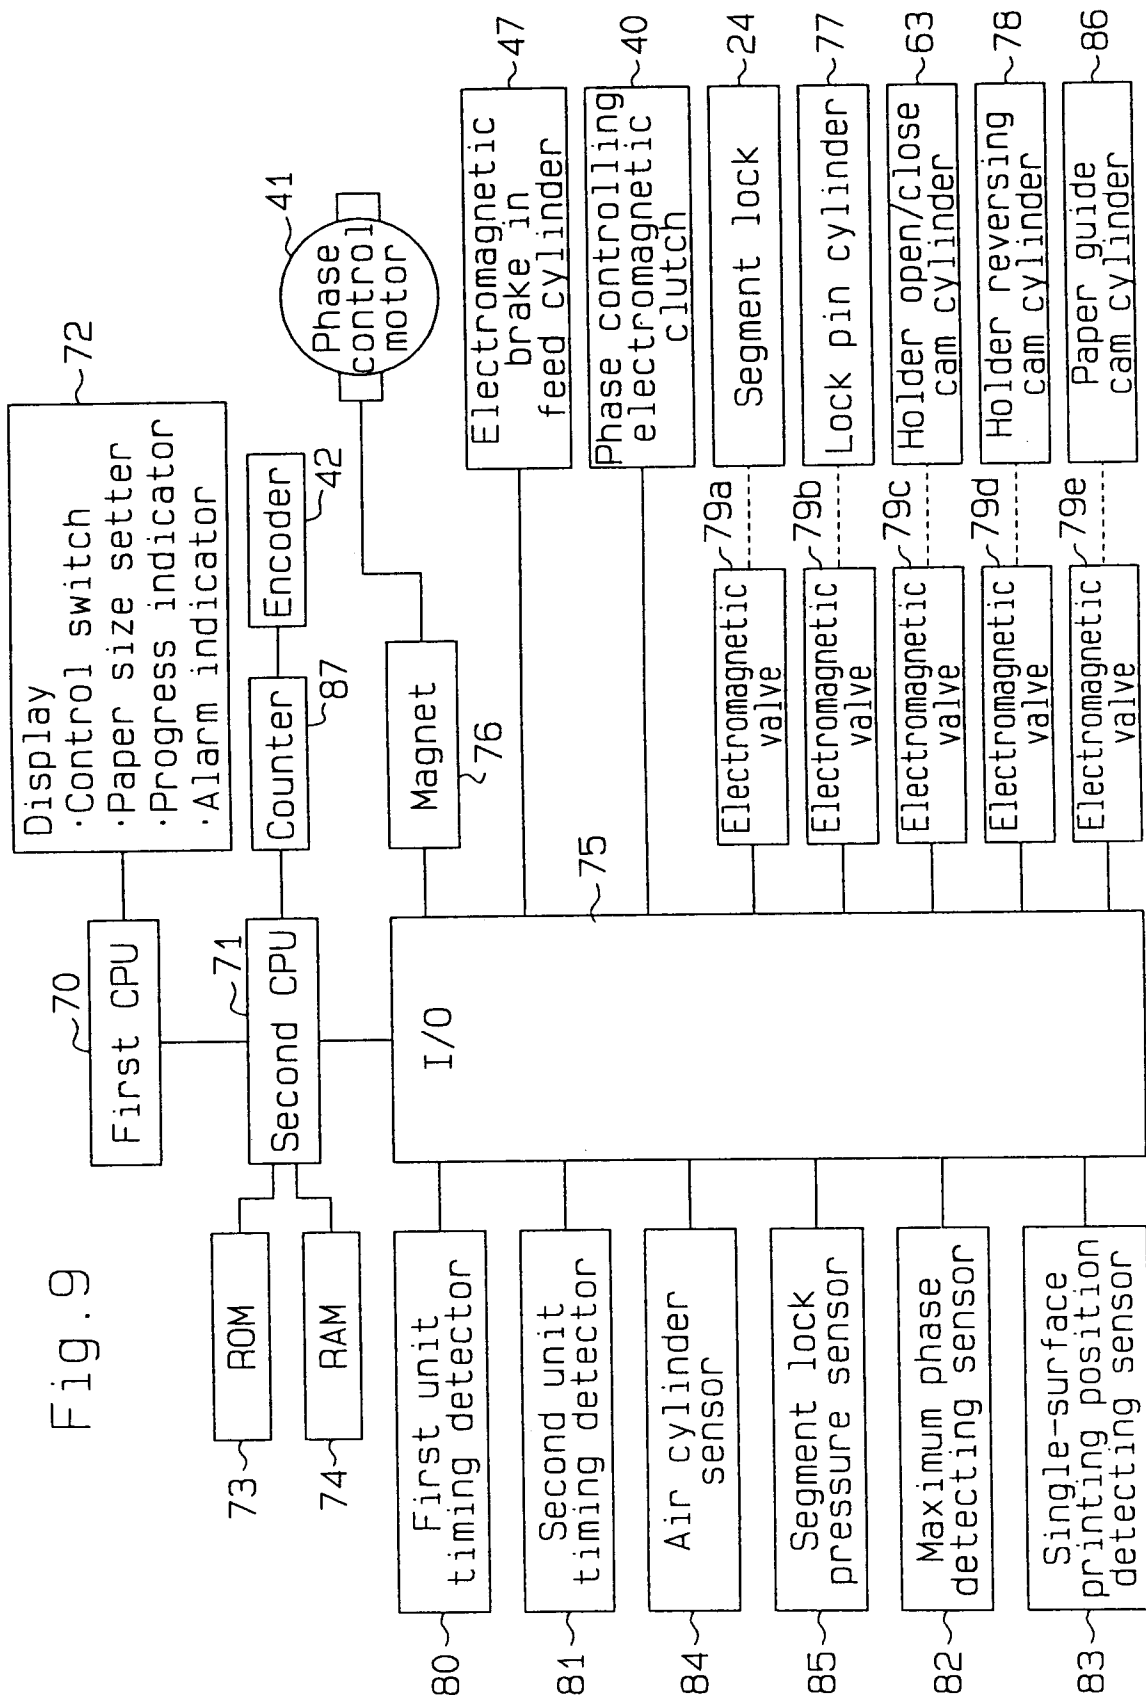 Fig.9
70
First CPU
Display
·Control switch
·Paper size setter
·Progress indicator
·Alarm indicator
72
73
ROM
74
RAM
71
Second CPU
Counter
87
Encoder
42
Magnet
76
Phase
control
motor
41
I/O
75
80
First unit
timing detector
81
Second unit
timing detector
84
Air cylinder
sensor
85
Segment lock
pressure sensor
82
Maximum phase
detecting sensor
83
Single-surface
printing position
detecting sensor
Electromagnetic
brake in
feed cylinder
47
Phase controlling
electromagnetic
clutch
40
Electromagnetic
valve
79a
Segment lock
24
Electromagnetic
valve
79b
Lock pin cylinder
77
Electromagnetic
valve
79c
Holder open/close
cam cylinder
63
Electromagnetic
valve
79d
Holder reversing
cam cylinder
78
Electromagnetic
valve
79e
Paper guide
cam cylinder
86